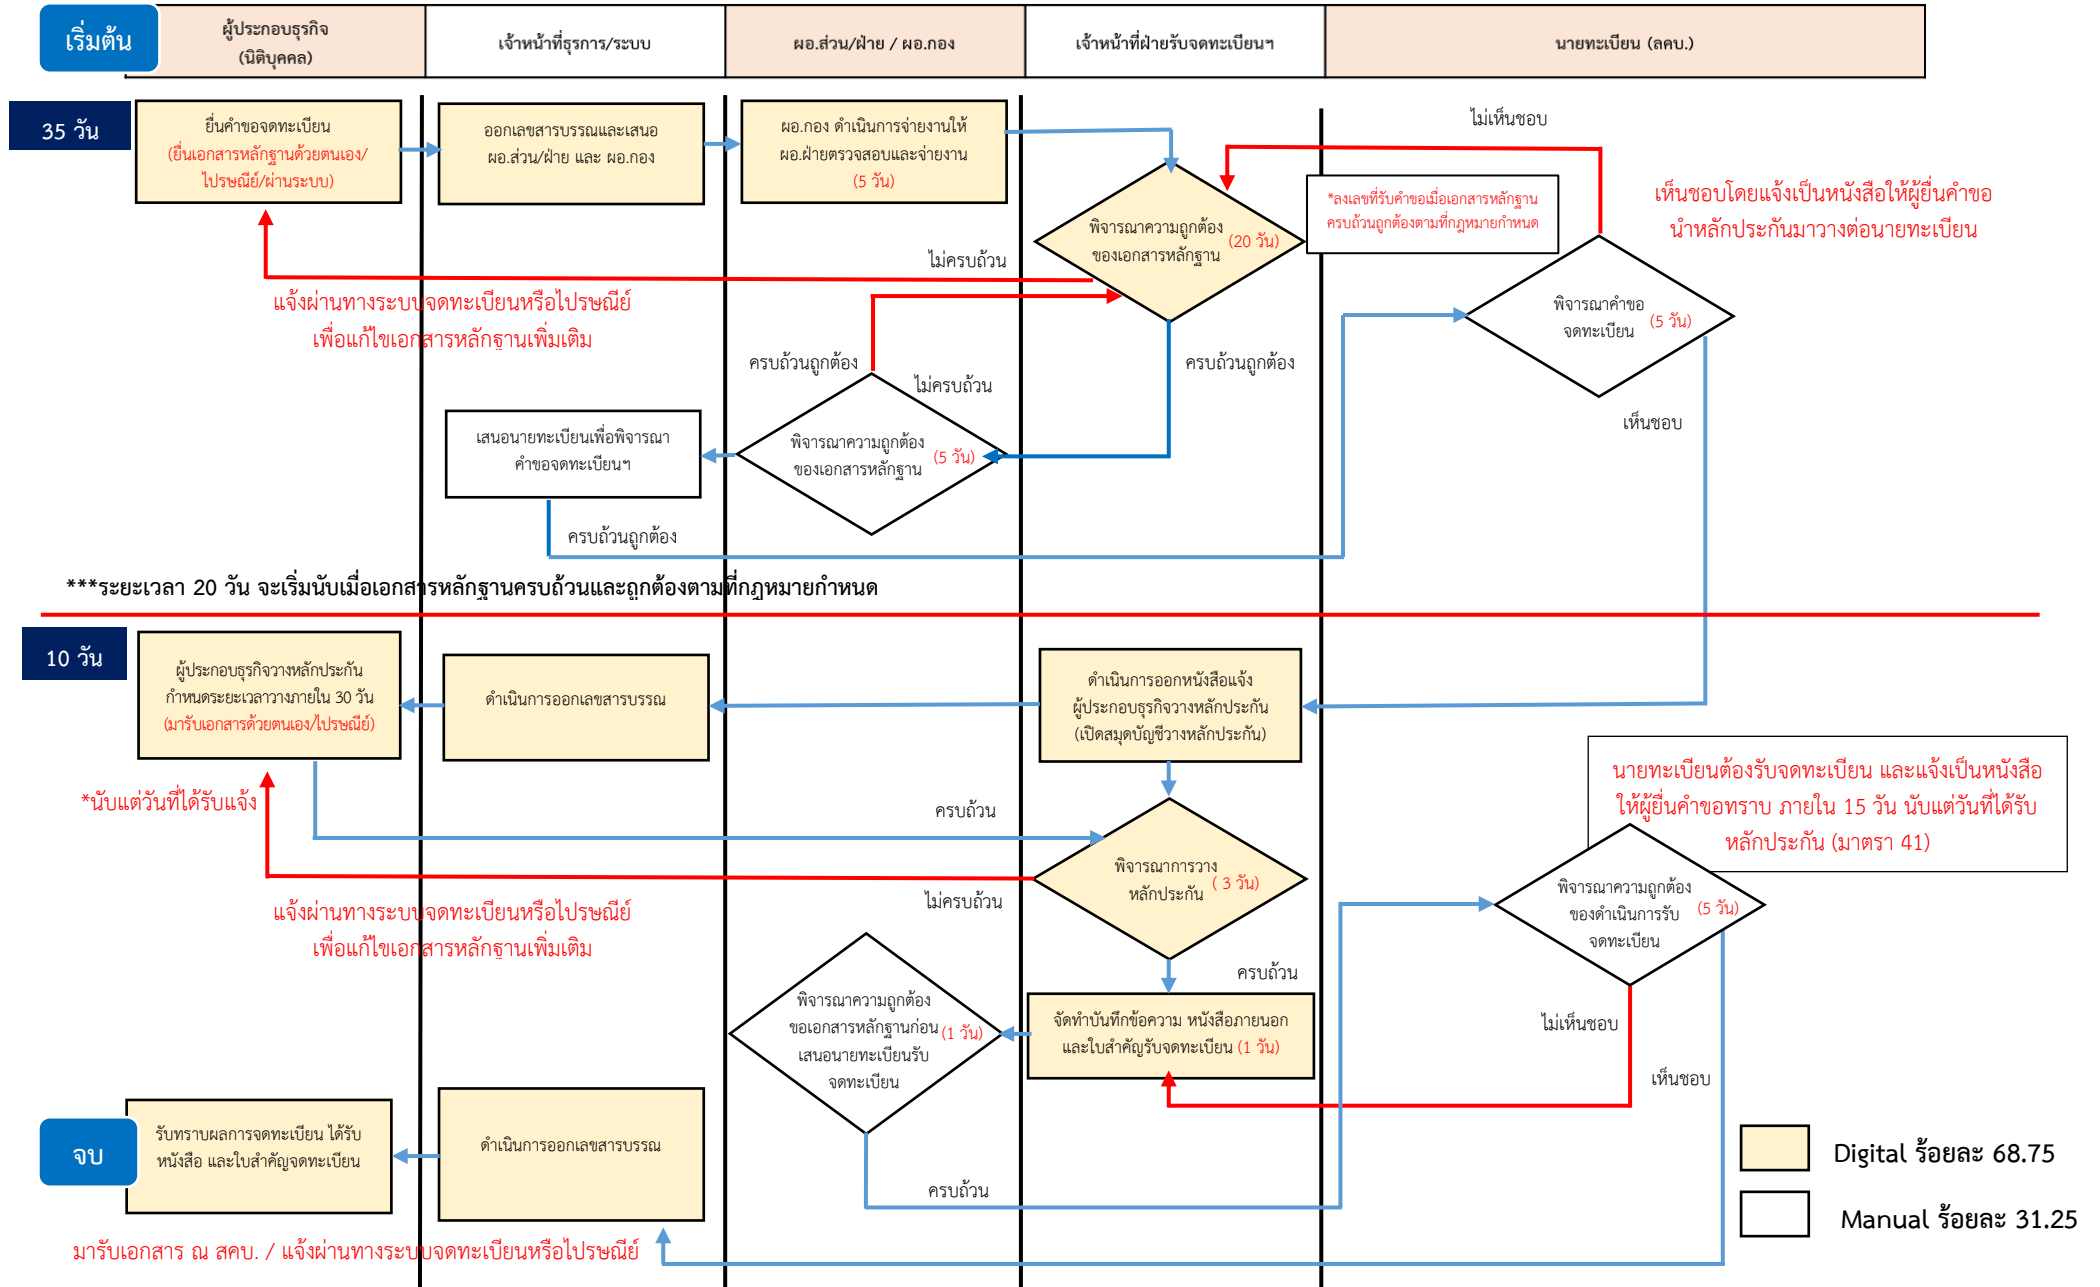 เริ่มต้น
ผู้ประกอบธุรกิจ
(นิติบุคคล)
เจ้าหน้าที่ธุรการ/ระบบ
ผอ.ส่วน/ฝ่าย / ผอ.กอง
เจ้าหน้าที่ฝ่ายรับจดทะเบียนฯ
นายทะเบียน (ลคบ.)
35 วัน
ยื่นคำขอจดทะเบียน
(ยื่นเอกสารหลักฐานด้วยตนเอง/
ไปรษณีย์/ผ่านระบบ)
ออกเลขสารบรรณและเสนอ
ผอ.ส่วน/ฝ่าย และ ผอ.กอง
ผอ.กอง ดำเนินการจ่ายงานให้
ผอ.ฝ่ายตรวจสอบและจ่ายงาน
(5 วัน)
พิจารณาความถูกต้อง
ของเอกสารหลักฐาน
(20 วัน)
*ลงเลขที่รับคำขอเมื่อเอกสารหลักฐาน
ครบถ้วนถูกต้องตามที่กฎหมายกำหนด
ไม่เห็นชอบ
เห็นชอบโดยแจ้งเป็นหนังสือให้ผู้ยื่นคำขอ
นำหลักประกันมาวางต่อนายทะเบียน
ไม่ครบถ้วน
แจ้งผ่านทางระบบจดทะเบียนหรือไปรษณีย์
เพื่อแก้ไขเอกสารหลักฐานเพิ่มเติม
พิจารณาคำขอ
จดทะเบียน
(5 วัน)
ครบถ้วนถูกต้อง
ไม่ครบถ้วน
ครบถ้วนถูกต้อง
เห็นชอบ
เสนอนายทะเบียนเพื่อพิจารณา
คำขอจดทะเบียนฯ
พิจารณาความถูกต้อง
ของเอกสารหลักฐาน
(5 วัน)
ครบถ้วนถูกต้อง
***ระยะเวลา 20 วัน จะเริ่มนับเมื่อเอกสารหลักฐานครบถ้วนและถูกต้องตามที่กฎหมายกำหนด
10 วัน
ผู้ประกอบธุรกิจวางหลักประกัน
กำหนดระยะเวลาวางภายใน 30 วัน
(มารับเอกสารด้วยตนเอง/ไปรษณีย์)
ดำเนินการออกเลขสารบรรณ
ดำเนินการออกหนังสือแจ้ง
ผู้ประกอบธุรกิจวางหลักประกัน
(เปิดสมุดบัญชีวางหลักประกัน)
นายทะเบียนต้องรับจดทะเบียน และแจ้งเป็นหนังสือ
ให้ผู้ยื่นคำขอทราบ ภายใน 15 วัน นับแต่วันที่ได้รับ
หลักประกัน (มาตรา 41)
*นับแต่วันที่ได้รับแจ้ง
ครบถ้วน
พิจารณาการวาง
หลักประกัน
( 3 วัน)
ไม่ครบถ้วน
แจ้งผ่านทางระบบจดทะเบียนหรือไปรษณีย์
เพื่อแก้ไขเอกสารหลักฐานเพิ่มเติม
พิจารณาความถูกต้อง
ของดำเนินการรับ
จดทะเบียน
(5 วัน)
ครบถ้วน
พิจารณาความถูกต้อง
ขอเอกสารหลักฐานก่อน
เสนอนายทะเบียนรับ
จดทะเบียน
(1 วัน)
จัดทำบันทึกข้อความ หนังสือภายนอก
และใบสำคัญรับจดทะเบียน (1 วัน)
ไม่เห็นชอบ
เห็นชอบ
จบ
รับทราบผลการจดทะเบียน ได้รับ
หนังสือ และใบสำคัญจดทะเบียน
ดำเนินการออกเลขสารบรรณ
ครบถ้วน
มารับเอกสาร ณ สคบ. / แจ้งผ่านทางระบบจดทะเบียนหรือไปรษณีย์
Digital ร้อยละ 68.75
Manual ร้อยละ 31.25